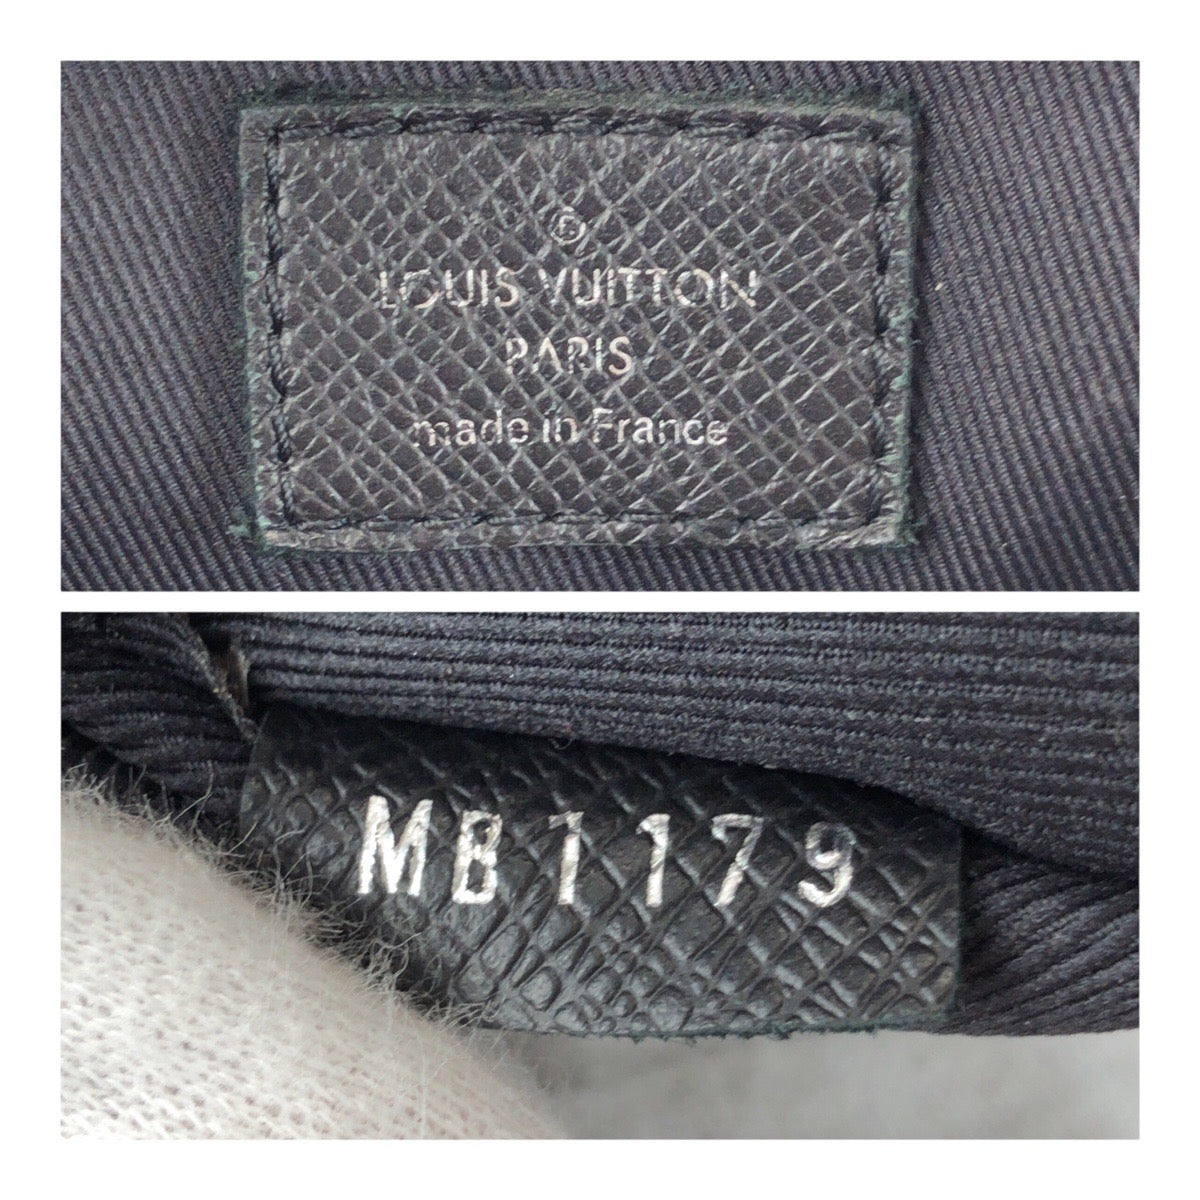 ®
LOUIS VUITTON
PARIS
made in France
MB1179